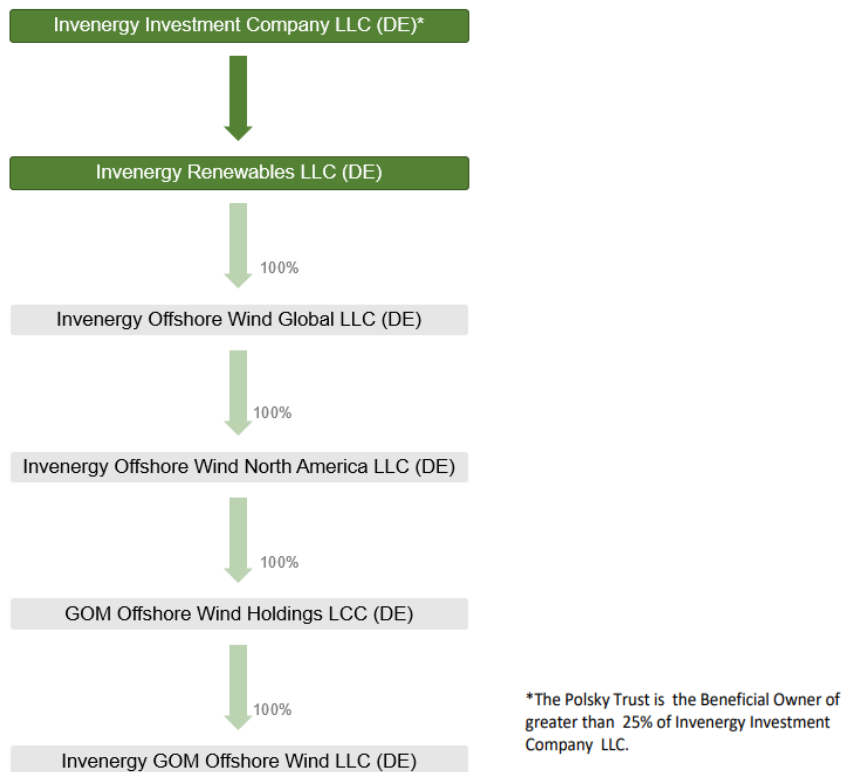 Invenergy Investment Company LLC (DE)*
Invenergy Renewables LLC (DE)
100%
Invenergy Offshore Wind Global LLC (DE)
100%
Invenergy Offshore Wind North America LLC (DE)
100%
GOM Offshore Wind Holdings LCC (DE)
100%
Invenergy GOM Offshore Wind LLC (DE)
*The Polsky Trust is the Beneficial Owner of
greater than 25% of Invenergy Investment
Company LLC.